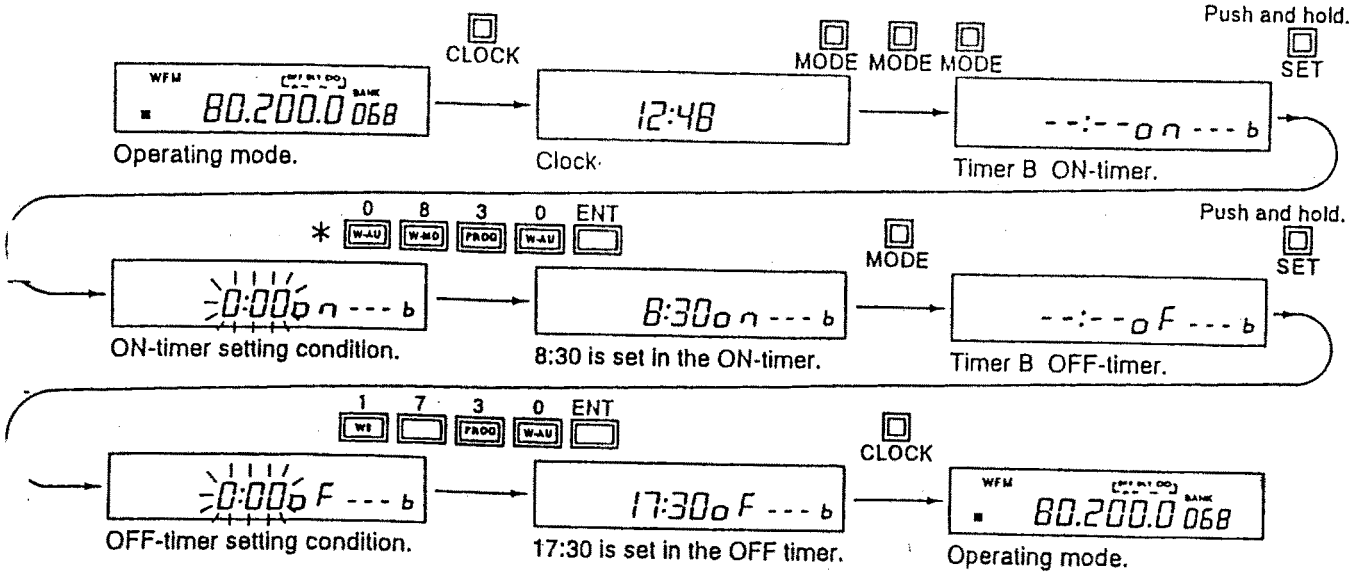 Push and hold.
CLOCK
MODE MODE MODE
SET
WFM
BANK
80.200.0 068
12:48
--:--on---b
Operating mode.
Clock
Timer B ON-timer.
0 8 3 0 ENT
* W-AU W-MD PROG W-AU
MODE
Push and hold.
SET
0:00on---b
8:30on---b
--:--oF---b
ON-timer setting condition.
8:30 is set in the ON-timer.
Timer B OFF-timer.
1 7 3 0 ENT
PROG W-AU
CLOCK
0:00oF---b
17:30oF---b
WFM
BANK
80.200.0 068
OFF-timer setting condition.
17:30 is set in the OFF timer.
Operating mode.